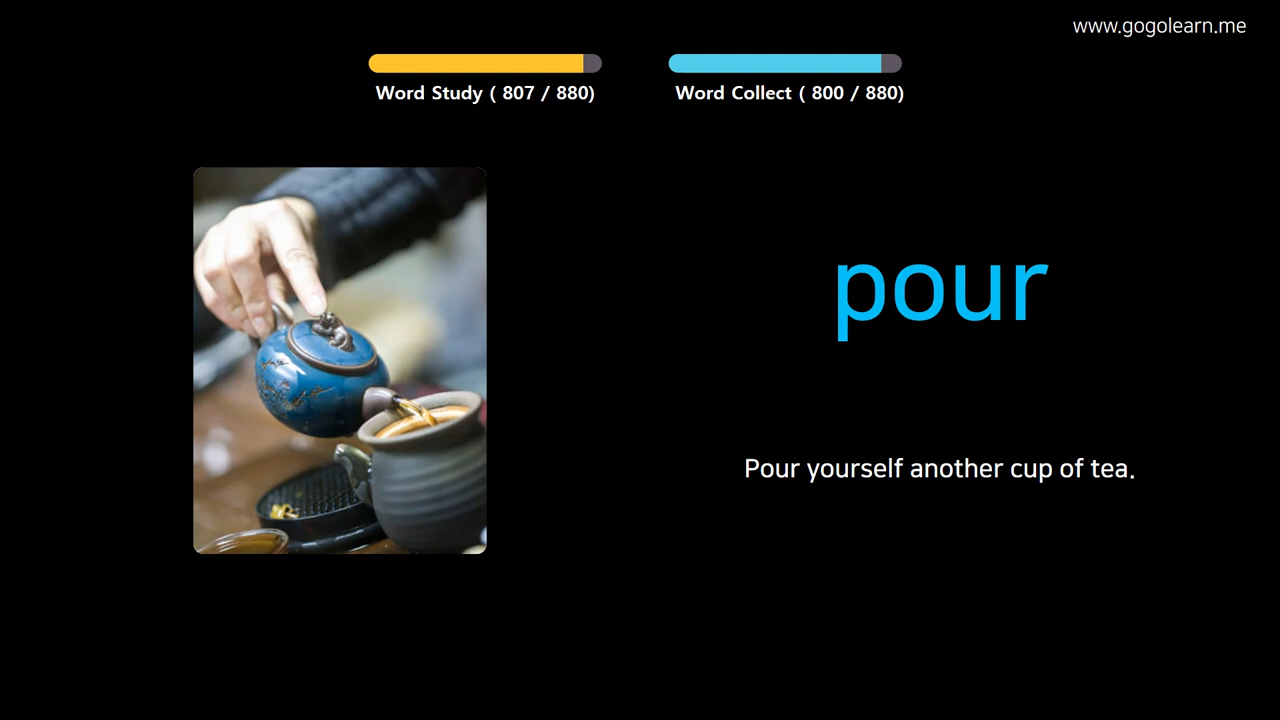 www.gogolearn.me
Word Study ( 807 / 880)
Word Collect ( 800 / 880)
pour
Pour yourself another cup of tea.